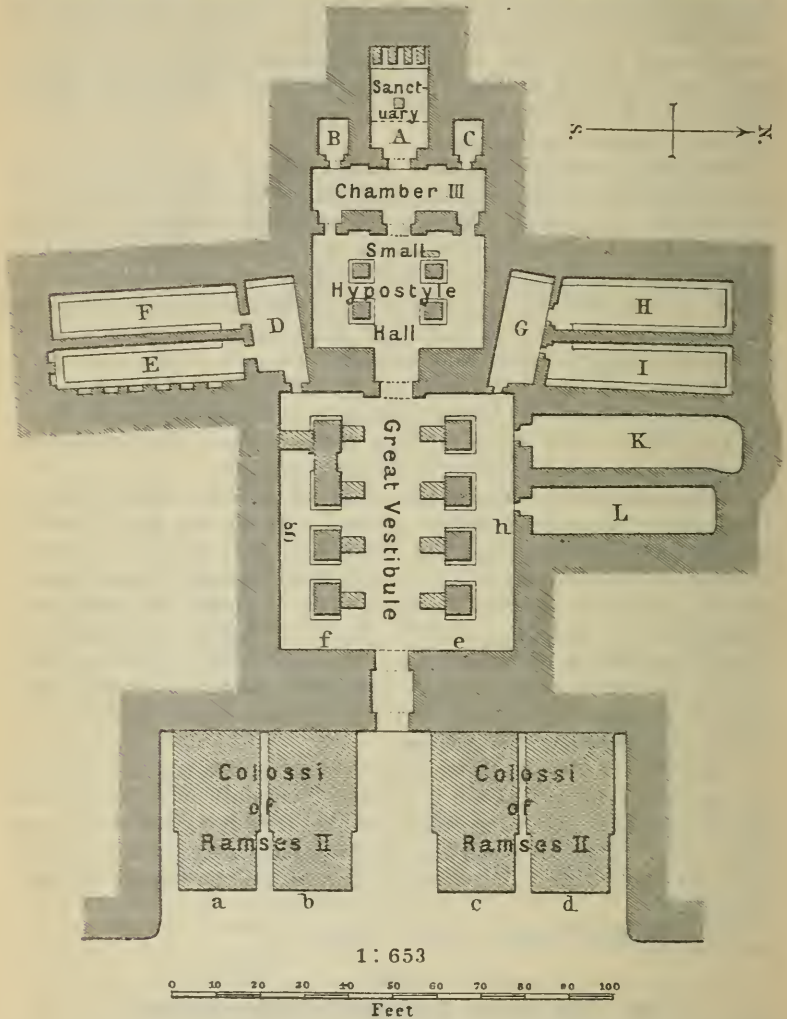 Sanct-
uary
B
A
C
S.
N.
Chamber III
Small
Hypostyle
Hall
F
D
E
G
H
I
K
L
Great Vestibule
g
h
f
e
Colossi
of
Ramses II
Colossi
of
Ramses II
a
b
c
d
1 : 653
0 10 20 30 40 50 60 70 80 90 100
Feet